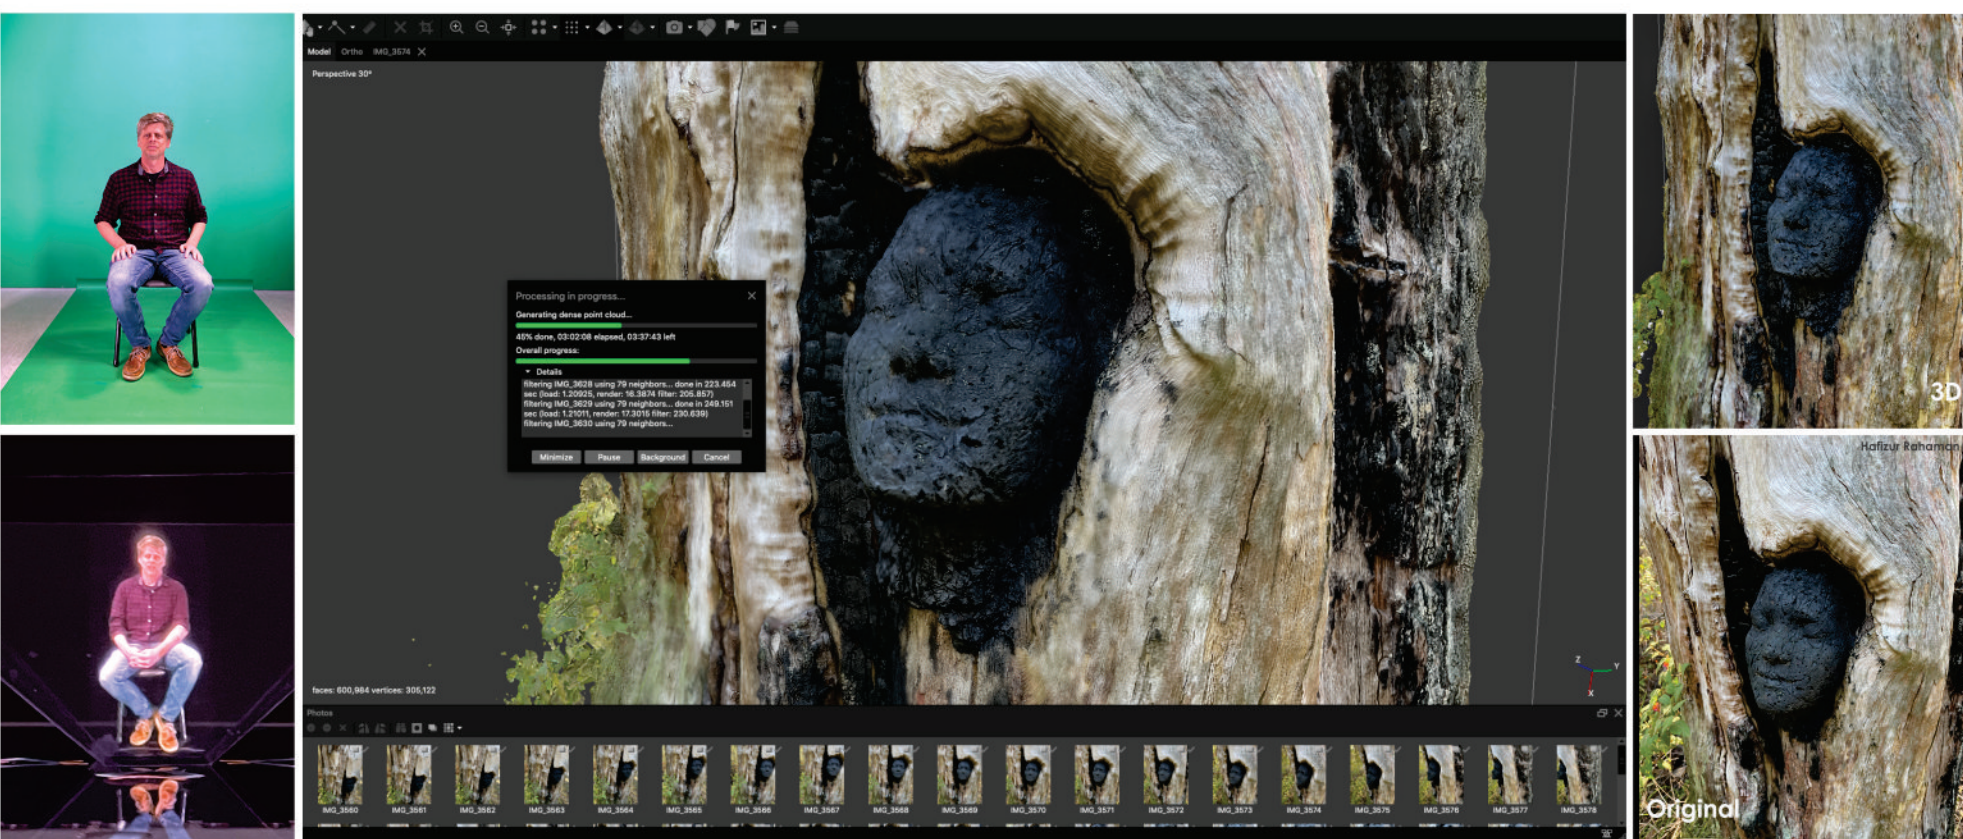 Model Ortho IMG_3574
Perspective 30°
Processing in progress...
Generating dense point cloud...
45% done, 03:02:08 elapsed, 03:37:43 left
Overall progress:
Details
filtering IMG_3628 using 79 neighbors... done in 223.454
sec (load: 1.20925, render: 16.3874 filter: 205.857)
filtering IMG_3629 using 79 neighbors... done in 249.151
sec (load: 1.21011, render: 17.3015 filter: 230.639)
filtering IMG_3630 using 79 neighbors...
Minimize Pause Background Cancel
Z
Y
X
faces: 600,984 vertices: 305,122
Photos
IMG_3560 IMG_3561 IMG_3562 IMG_3563 IMG_3564 IMG_3565 IMG_3566 IMG_3567 IMG_3568 IMG_3569 IMG_3570 IMG_3571 IMG_3572 IMG_3573 IMG_3574 IMG_3575 IMG_3576 IMG_3577 IMG_3578
3D
Hafizur Rahaman
Original